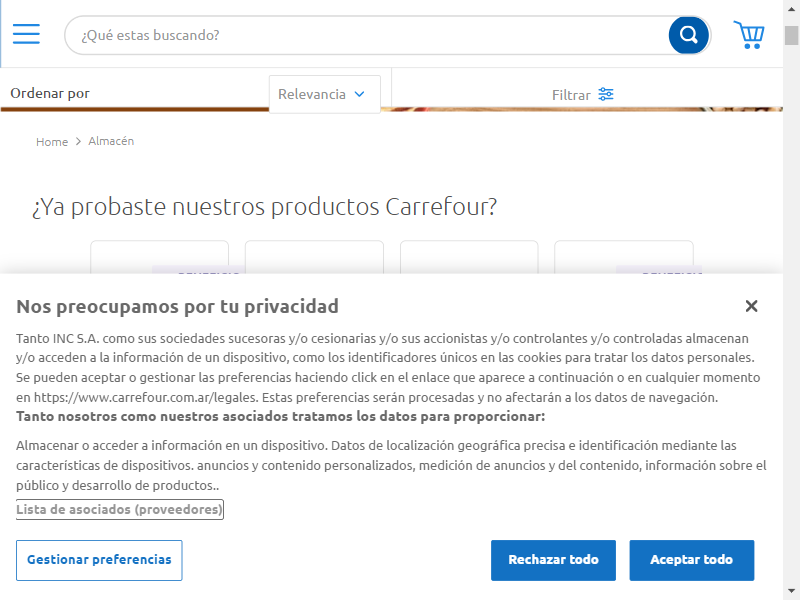 ¿Qué estas buscando?
Ordenar por
Relevancia
Filtrar
Home > Almacén
¿Ya probaste nuestros productos Carrefour?
Nos preocupamos por tu privacidad
Tanto INC S.A. como sus sociedades sucesoras y/o cesionarias y/o sus accionistas y/o controlantes y/o controladas almacenan
y/o acceden a la información de un dispositivo, como los identificadores únicos en las cookies para tratar los datos personales.
Se pueden aceptar o gestionar las preferencias haciendo click en el enlace que aparece a continuación o en cualquier momento
en https://www.carrefour.com.ar/legales. Estas preferencias serán procesadas y no afectarán a los datos de navegación.
Tanto nosotros como nuestros asociados tratamos los datos para proporcionar:
Almacenar o acceder a información en un dispositivo. Datos de localización geográfica precisa e identificación mediante las
características de dispositivos. anuncios y contenido personalizados, medición de anuncios y del contenido, información sobre el
público y desarrollo de productos..
Lista de asociados (proveedores)
Gestionar preferencias
Rechazar todo
Aceptar todo